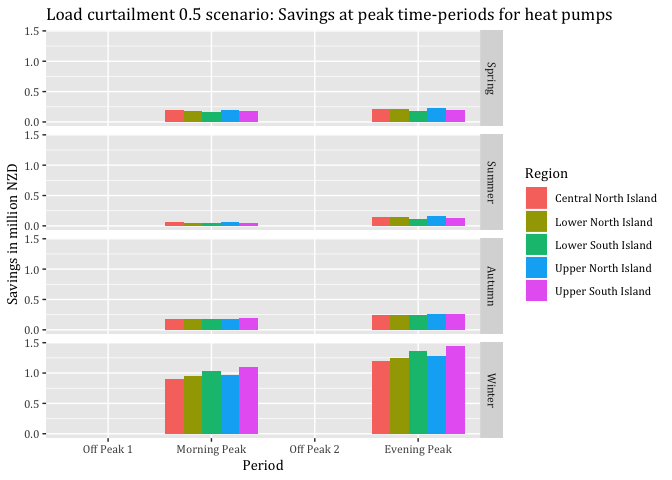 Load curtailment 0.5 scenario: Savings at peak time-periods for heat pumps
Savings in million NZD
1.5
1.0
0.5
0.0
Spring
1.5
1.0
0.5
0.0
Summer
1.5
1.0
0.5
0.0
Autumn
1.5
1.0
0.5
0.0
Winter
Off Peak 1
Morning Peak
Off Peak 2
Evening Peak
Period
Region
Central North Island
Lower North Island
Lower South Island
Upper North Island
Upper South Island